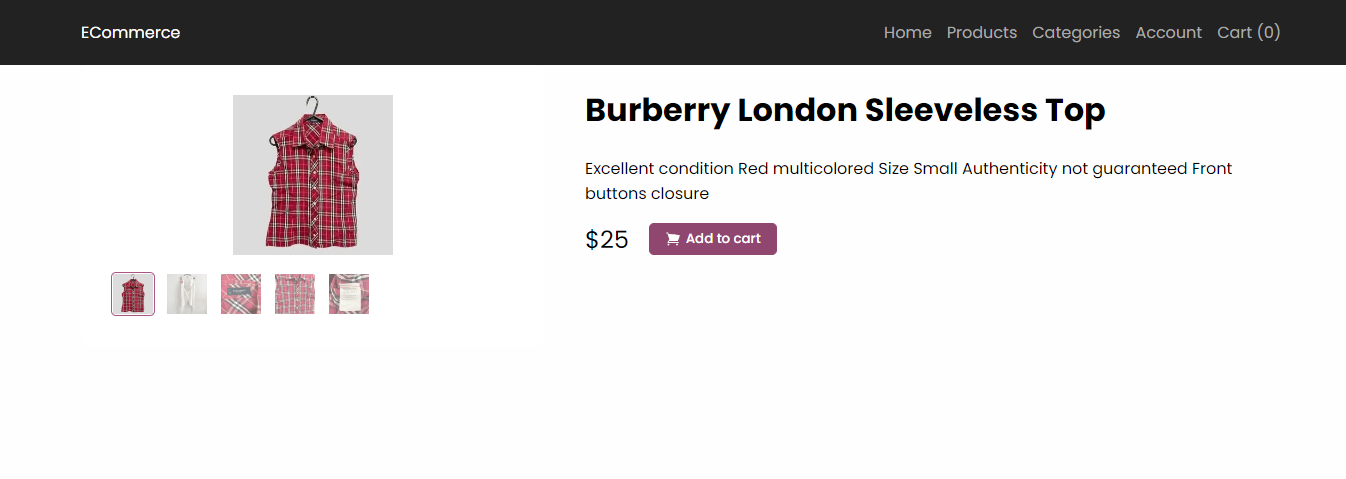 ECommerce
Home Products Categories Account Cart (0)
Burberry London Sleeveless Top
Excellent condition Red multicolored Size Small Authenticity not guaranteed Front
buttons closure
$25 Add to cart